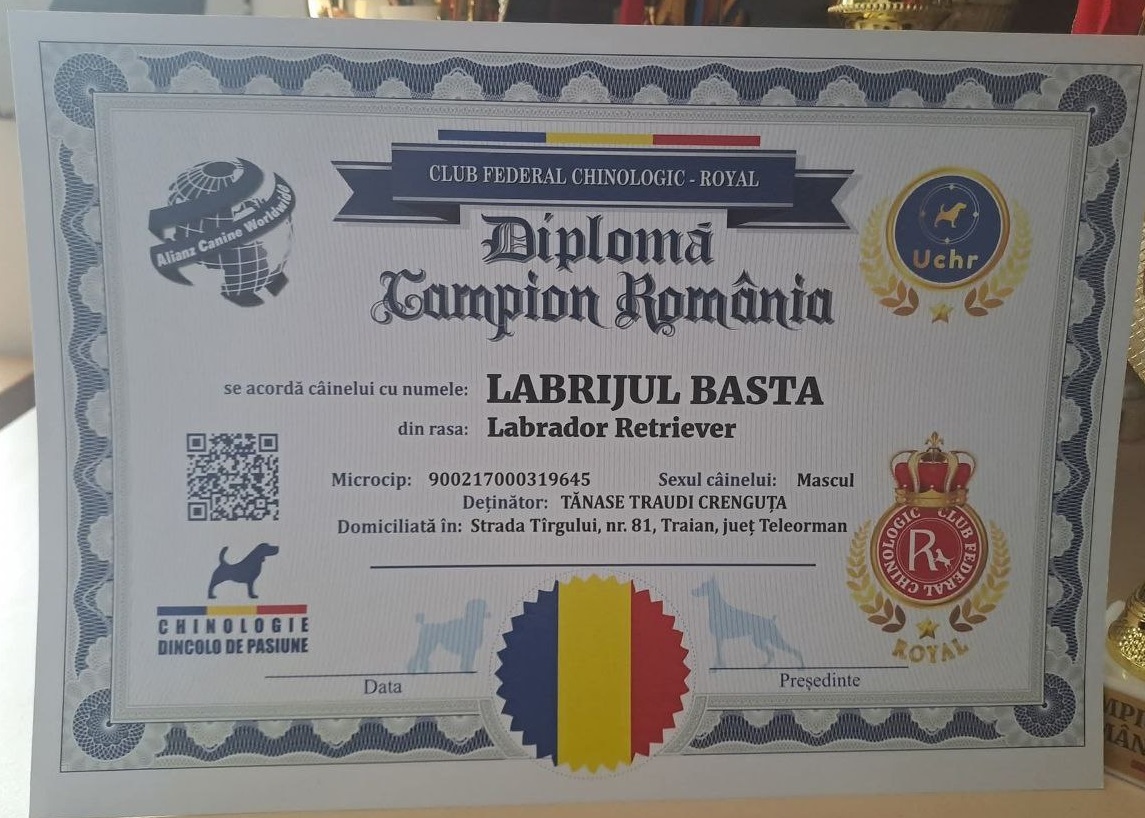 CLUB FEDERAL CHINOLOGIC - ROYAL
Alianz Canine Worldwide
Uchr
Diplomă
Campion România
se acordă câinelui cu numele: LABRIJUL BASTA
din rasa: Labrador Retriever
Microcip: 900217000319645 Sexul câinelui: Mascul
Deținător: TĂNASE TRAUDI CRENGUȚA
Domiciliată în: Strada Tîrgului, nr. 81, Traian, jueț Teleorman
CHINOLOGIC CLUB FEDERAL
R
ROYAL
CHINOLOGIE
DINCOLO DE PASIUNE
Data
Președinte